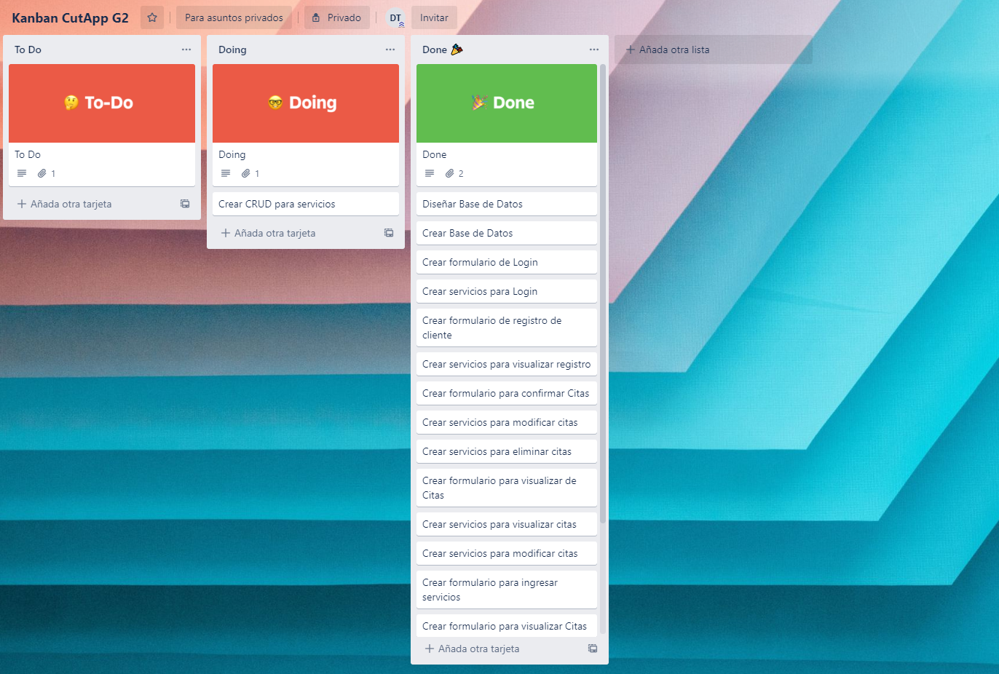 Kanban CutApp G2
Para asuntos privados
Privado
DT
Invitar
To Do
To-Do
To Do
1
Añada otra tarjeta
Doing
Doing
Doing
1
Crear CRUD para servicios
Añada otra tarjeta
Done
Done
Done
2
Diseñar Base de Datos
Crear Base de Datos
Crear formulario de Login
Crear servicios para Login
Crear formulario de registro de
cliente
Crear servicios para visualizar registro
Crear formulario para confirmar Citas
Crear servicios para modificar citas
Crear servicios para eliminar citas
Crear formulario para visualizar de
Citas
Crear servicios para visualizar citas
Crear servicios para modificar citas
Crear formulario para ingresar
servicios
Crear formulario para visualizar Citas
Añada otra tarjeta
Añada otra lista